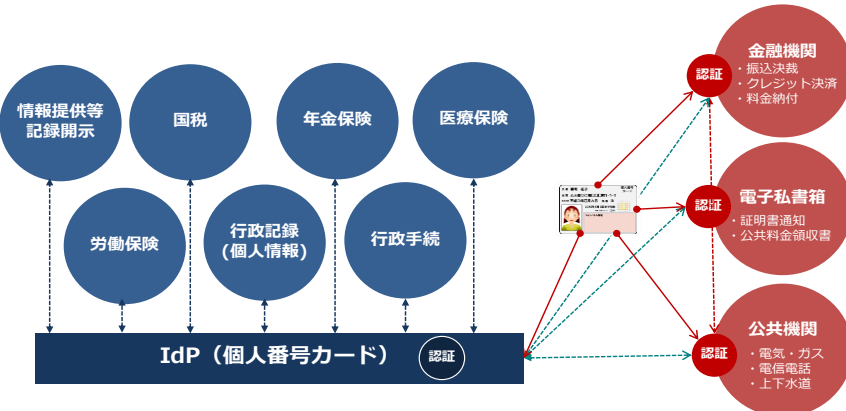 情報提供等
記録開示
国税
年金保険
医療保険
労働保険
行政記録
(個人情報)
行政手続
IdP（個人番号カード）
認証
認証
金融機関
・振込決裁
・クレジット決済
・料金納付
認証
電子私書箱
・証明書通知
・公共料金領収書
認証
公共機関
・電気・ガス
・電信電話
・上下水道